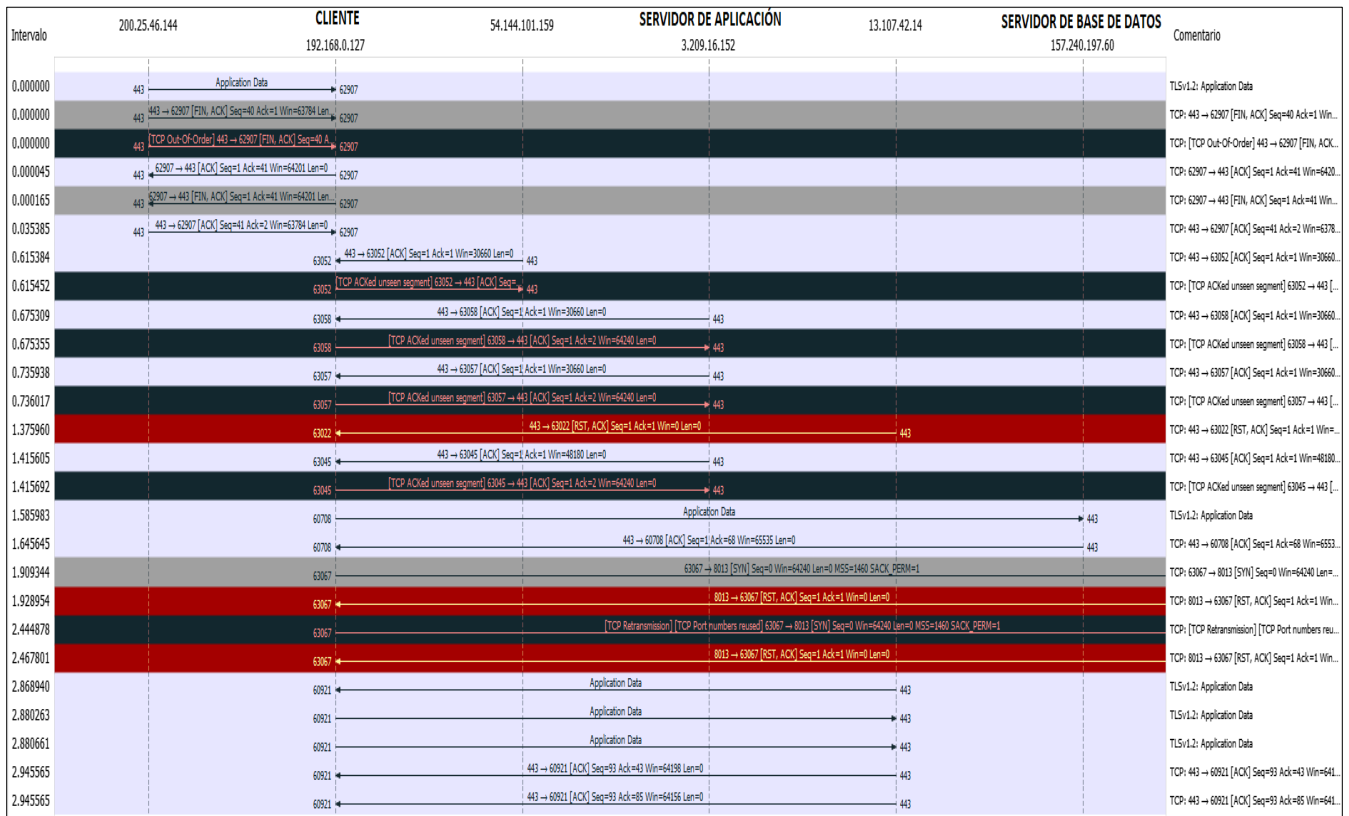 CLIENTE SERVIDOR DE APLICACIÓN SERVIDOR DE BASE DE DATOS
Intervalo 200.25.46.144 54.144.101.159 13.107.42.14 Comentario
192.168.0.127 3.209.16.152 157.240.197.60
0.000000 443 Application Data 62907 TLSv1.2: Application Data
0.000000 443 443 → 62907 [FIN, ACK] Seq=40 Ack=1 Win=63784 Len... 62907 TCP: 443 → 62907 [FIN, ACK] Seq=40 Ack=1 Win...
0.000000 443 [TCP Out-Of-Order] 443 → 62907 [FIN, ACK] Seq=40 A... 62907 TCP: [TCP Out-Of-Order] 443 → 62907 [FIN, ACK...
0.000045 443 62907 → 443 [ACK] Seq=1 Ack=41 Win=64201 Len=0 62907 TCP: 62907 → 443 [ACK] Seq=1 Ack=41 Win=6420...
0.000165 443 62907 → 443 [FIN, ACK] Seq=1 Ack=41 Win=64201 Len... 62907 TCP: 62907 → 443 [FIN, ACK] Seq=1 Ack=41 Win...
0.035385 443 443 → 62907 [ACK] Seq=41 Ack=2 Win=63784 Len=0 62907 TCP: 443 → 62907 [ACK] Seq=41 Ack=2 Win=6378...
0.615384 63052 443 → 63052 [ACK] Seq=1 Ack=1 Win=30660 Len=0 443 TCP: 443 → 63052 [ACK] Seq=1 Ack=1 Win=30660...
0.615452 63052 [TCP ACKed unseen segment] 63052 → 443 [ACK] Seq=... 443 TCP: [TCP ACKed unseen segment] 63052 → 443 [...
0.675309 63058 443 → 63058 [ACK] Seq=1 Ack=1 Win=30660 Len=0 443 TCP: 443 → 63058 [ACK] Seq=1 Ack=1 Win=30660...
0.675355 63058 [TCP ACKed unseen segment] 63058 → 443 [ACK] Seq=1 Ack=2 Win=64240 Len=0 443 TCP: [TCP ACKed unseen segment] 63058 → 443 [...
0.735938 63057 443 → 63057 [ACK] Seq=1 Ack=1 Win=30660 Len=0 443 TCP: 443 → 63057 [ACK] Seq=1 Ack=1 Win=30660...
0.736017 63057 [TCP ACKed unseen segment] 63057 → 443 [ACK] Seq=1 Ack=2 Win=64240 Len=0 443 TCP: [TCP ACKed unseen segment] 63057 → 443 [...
1.375960 63022 443 → 63022 [RST, ACK] Seq=1 Ack=1 Win=0 Len=0 443 TCP: 443 → 63022 [RST, ACK] Seq=1 Ack=1 Win=...
1.415605 63045 443 → 63045 [ACK] Seq=1 Ack=1 Win=48180 Len=0 443 TCP: 443 → 63045 [ACK] Seq=1 Ack=1 Win=48180...
1.415692 63045 [TCP ACKed unseen segment] 63045 → 443 [ACK] Seq=1 Ack=2 Win=64240 Len=0 443 TCP: [TCP ACKed unseen segment] 63045 → 443 [...
1.585983 60708 Application Data 443 TLSv1.2: Application Data
1.645645 60708 443 → 60708 [ACK] Seq=1 Ack=68 Win=65535 Len=0 443 TCP: 443 → 60708 [ACK] Seq=1 Ack=68 Win=6553...
1.909344 63067 63067 → 8013 [SYN] Seq=0 Win=64240 Len=0 MSS=1460 SACK_PERM=1 TCP: 63067 → 8013 [SYN] Seq=0 Win=64240 Len=...
1.928954 63067 8013 → 63067 [RST, ACK] Seq=1 Ack=1 Win=0 Len=0 TCP: 8013 → 63067 [RST, ACK] Seq=1 Ack=1 Win...
2.444878 63067 [TCP Retransmission] [TCP Port numbers reused] 63067 → 8013 [SYN] Seq=0 Win=64240 Len=0 MSS=1460 SACK_PERM=1 TCP: [TCP Retransmission] [TCP Port numbers reu...
2.467801 63067 8013 → 63067 [RST, ACK] Seq=1 Ack=1 Win=0 Len=0 TCP: 8013 → 63067 [RST, ACK] Seq=1 Ack=1 Win...
2.868940 60921 Application Data 443 TLSv1.2: Application Data
2.880263 60921 Application Data 443 TLSv1.2: Application Data
2.880661 60921 Application Data 443 TLSv1.2: Application Data
2.945565 60921 443 → 60921 [ACK] Seq=93 Ack=43 Win=64198 Len=0 443 TCP: 443 → 60921 [ACK] Seq=93 Ack=43 Win=641...
2.945565 60921 443 → 60921 [ACK] Seq=93 Ack=85 Win=64156 Len=0 443 TCP: 443 → 60921 [ACK] Seq=93 Ack=85 Win=641...